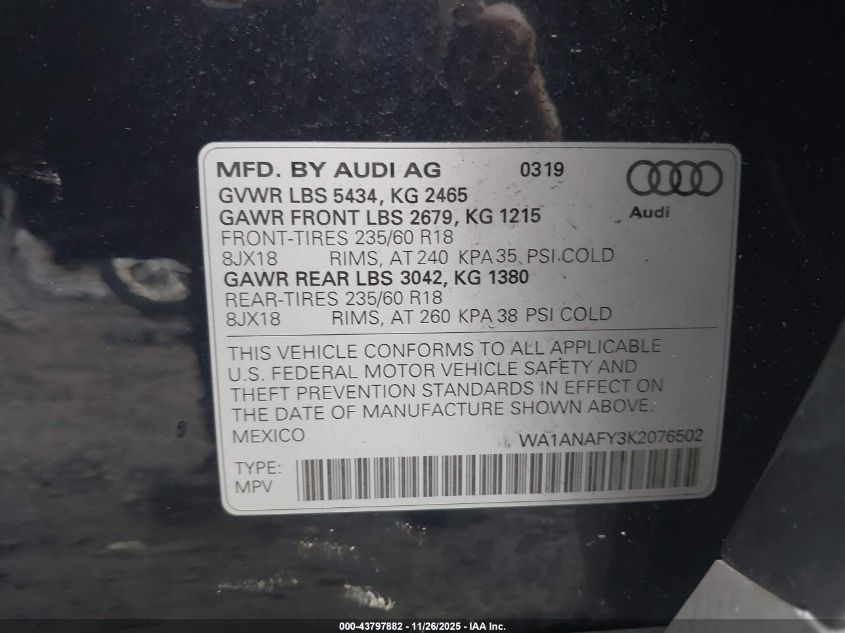 MFD. BY AUDI AG 0319
GVWR LBS 5434, KG 2465
GAWR FRONT LBS 2679, KG 1215
Audi
FRONT-TIRES 235/60 R18
8JX18 RIMS, AT 240 KPA 35 PSI COLD
GAWR REAR LBS 3042, KG 1380
REAR-TIRES 235/60 R18
8JX18 RIMS, AT 260 KPA 38 PSI COLD
THIS VEHICLE CONFORMS TO ALL APPLICABLE
U.S. FEDERAL MOTOR VEHICLE SAFETY AND
THEFT PREVENTION STANDARDS IN EFFECT ON
THE DATE OF MANUFACTURE SHOWN ABOVE.
MEXICO WA1ANAFY3K2076502
TYPE:
MPV
000-43797882 - 11/26/2025 - IAA Inc.